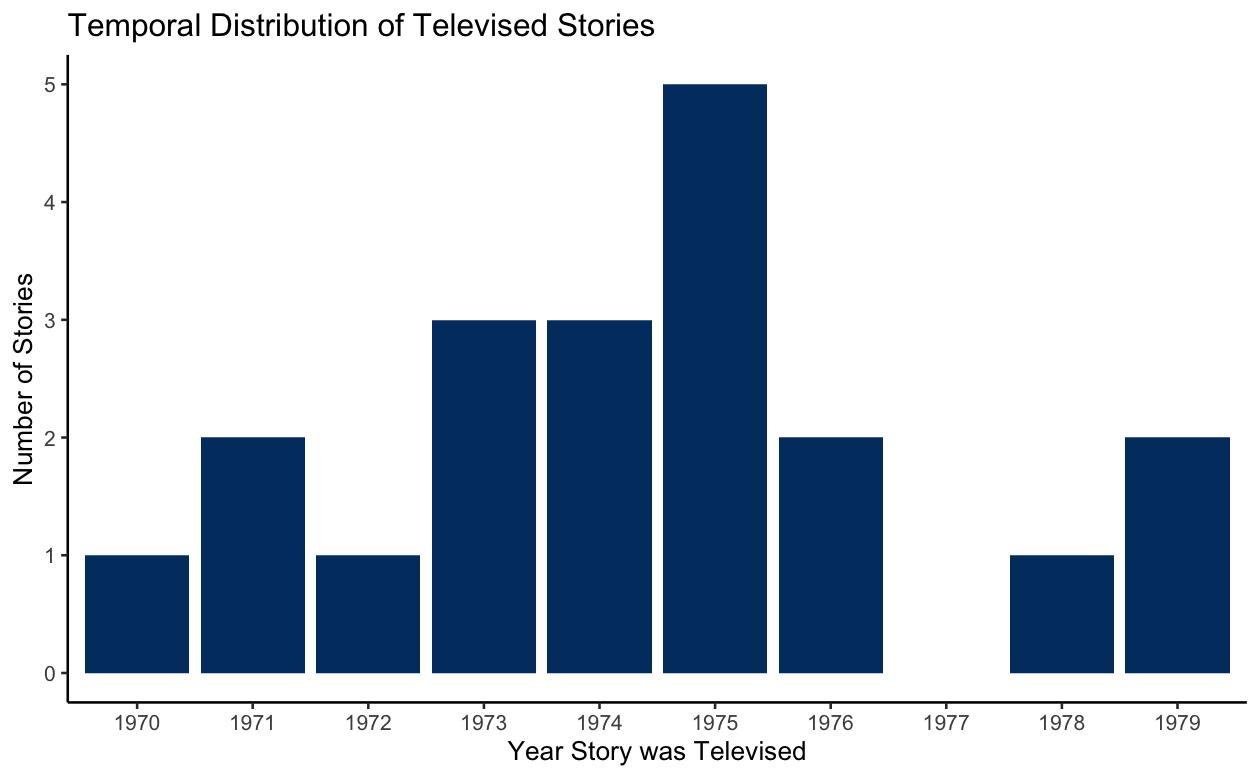 Temporal Distribution of Televised Stories
5
4
3
2
1
0
Number of Stories
1970 1971 1972 1973 1974 1975 1976 1977 1978 1979
Year Story was Televised